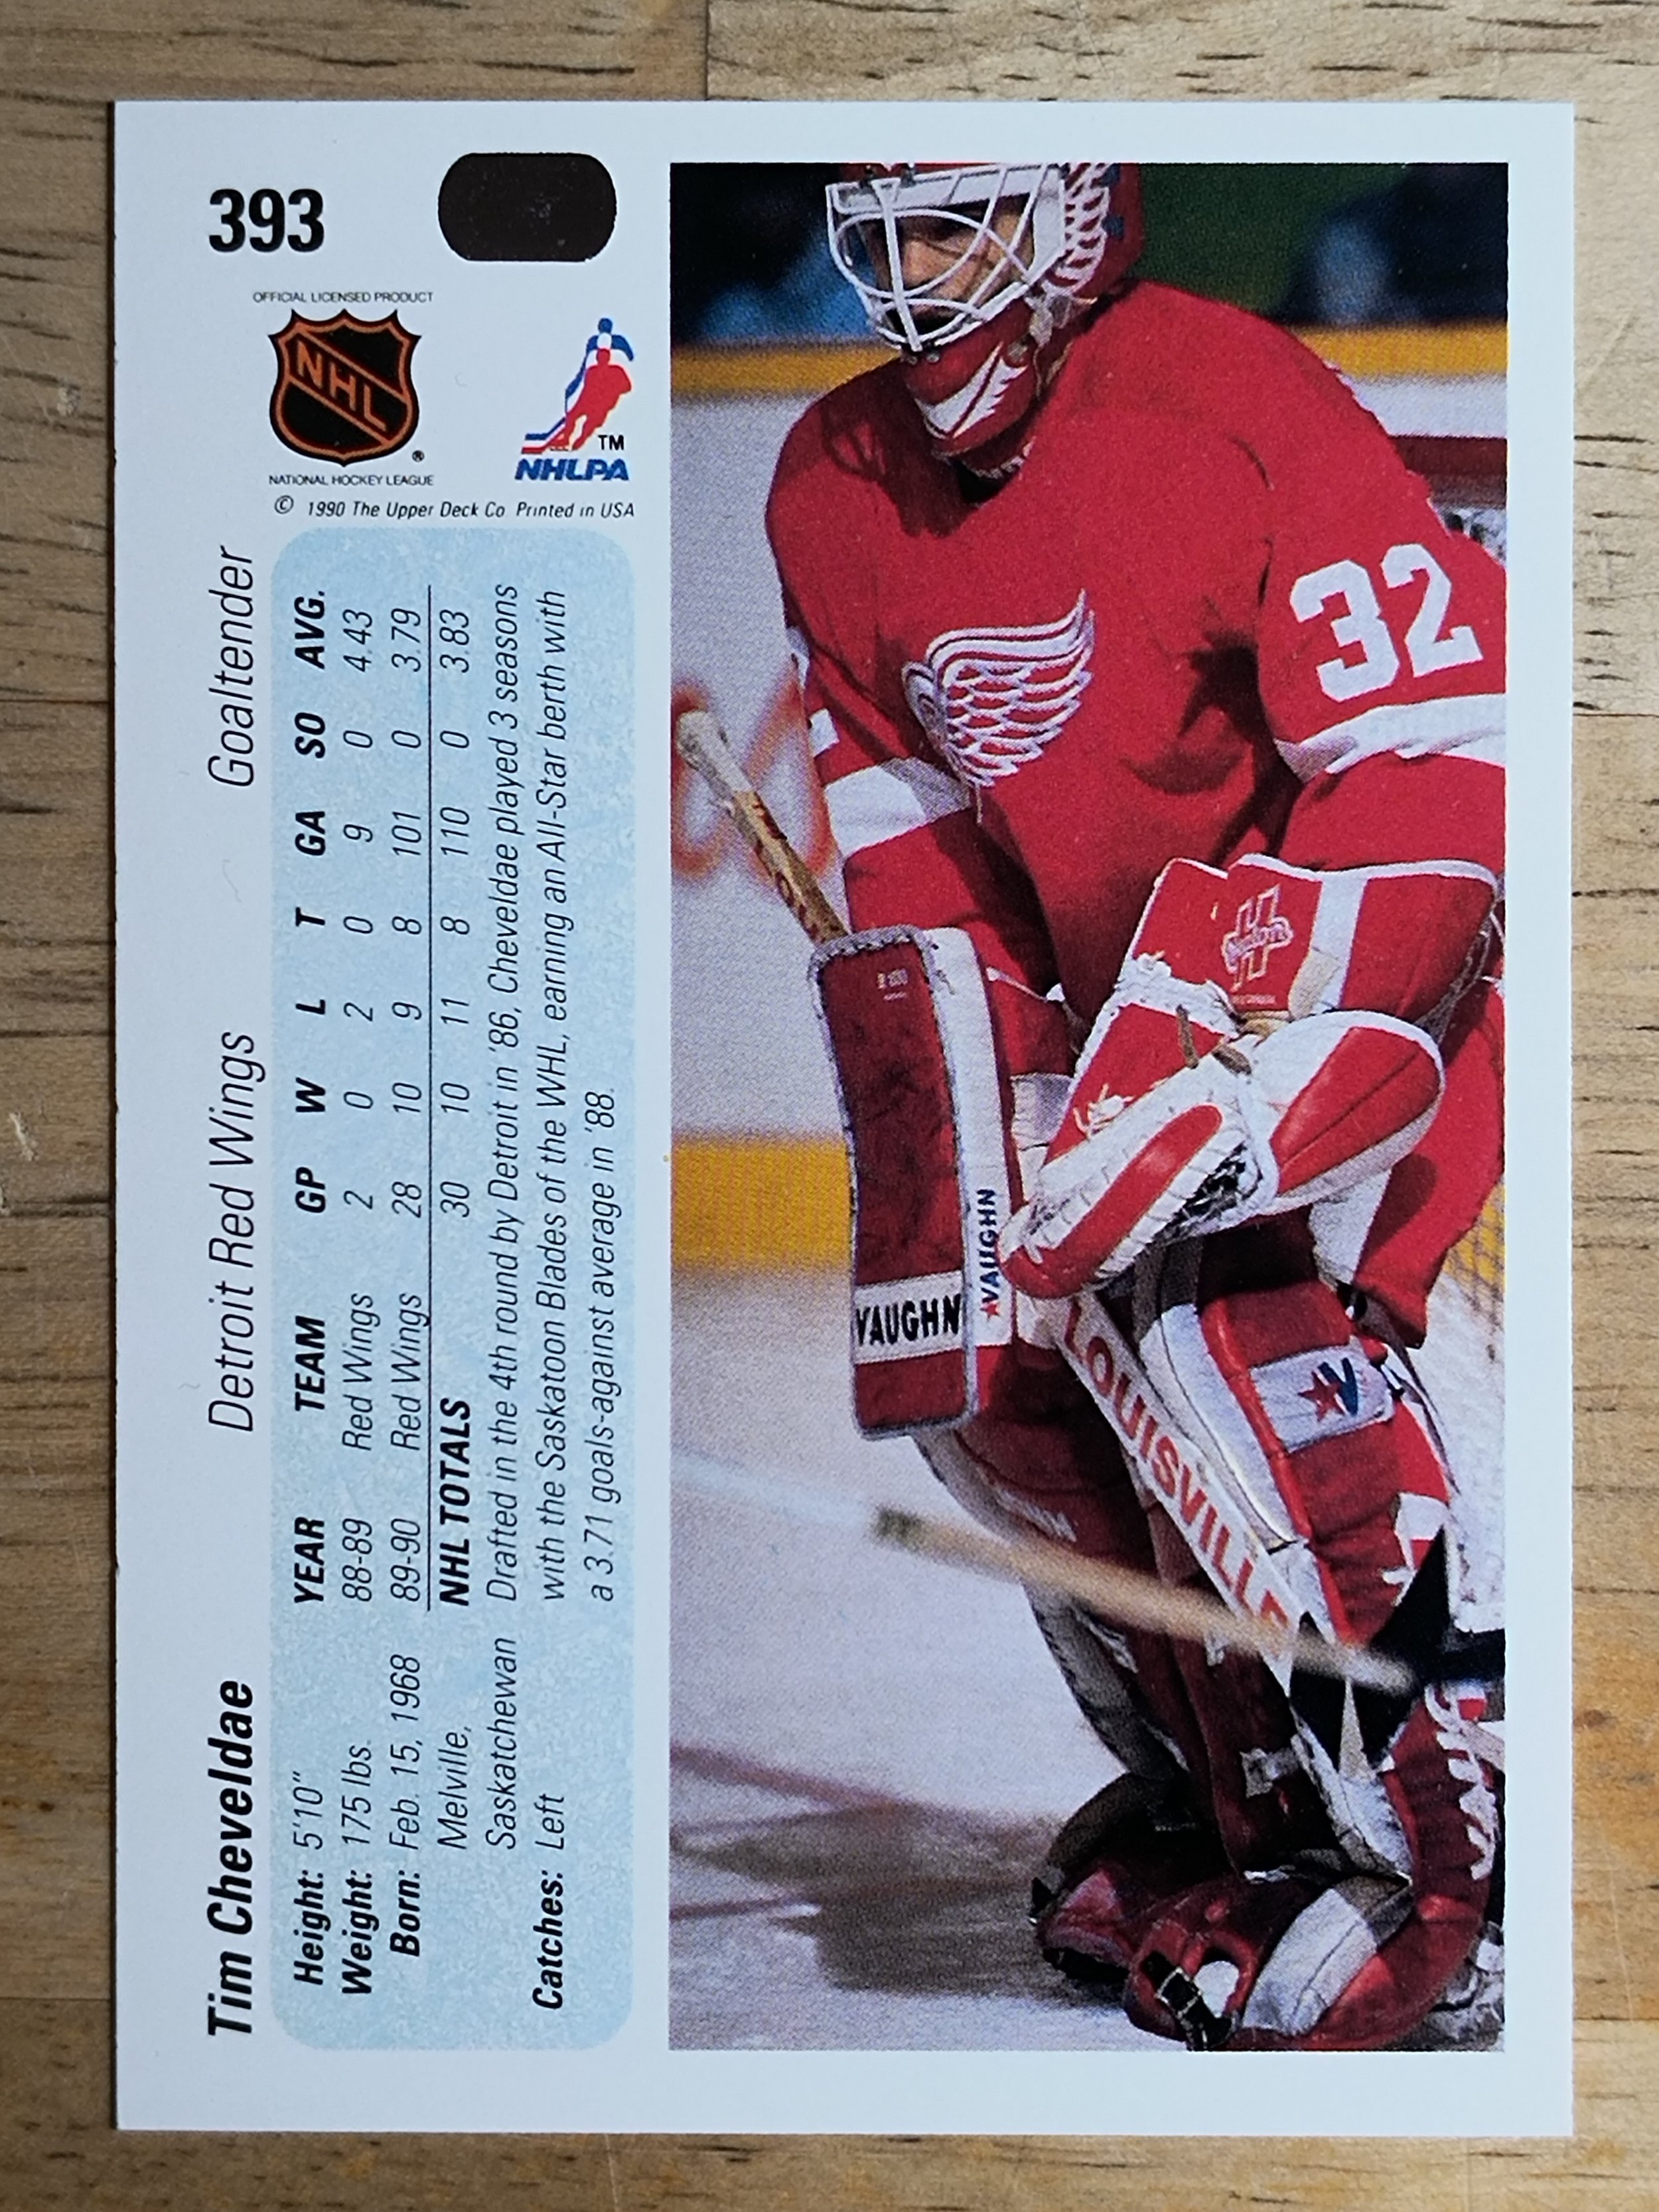 393
OFFICIAL LICENSED PRODUCT
NHL
®
NATIONAL HOCKEY LEAGUE
TM
NHLPA
© 1990 The Upper Deck Co. Printed in USA
Tim Cheveldae Detroit Red Wings Goaltender
Height: 5'10"
Weight: 175 lbs.
Born: Feb. 15, 1968
Melville,
Saskatchewan
Catches: Left
YEAR TEAM GP W L T GA SO AVG.
88-89 Red Wings 2 0 2 0 9 0 4.43
89-90 Red Wings 28 10 9 8 101 0 3.79
NHL TOTALS 30 10 11 8 110 0 3.83
Drafted in the 4th round by Detroit in '86, Cheveldae played 3 seasons
with the Saskatoon Blades of the WHL, earning an All-Star berth with
a 3.71 goals-against average in '88.
32
VAUGHN
VAUGHN
LOUISVILLE
V